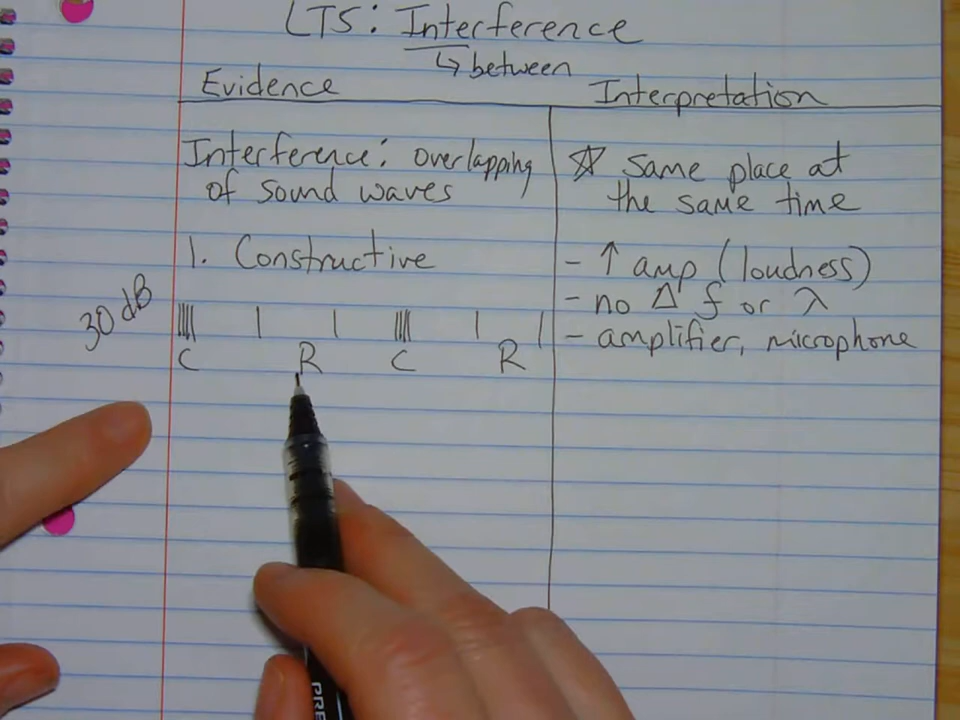 LT5: Interference
↳ between
Evidence
Interpretation
Interference: overlapping
of sound waves
☆ same place at
the same time
1. Constructive
- ↑ amp (loudness)
- no Δ f or λ
- amplifier, microphone
30 dB
C R C R
PRE